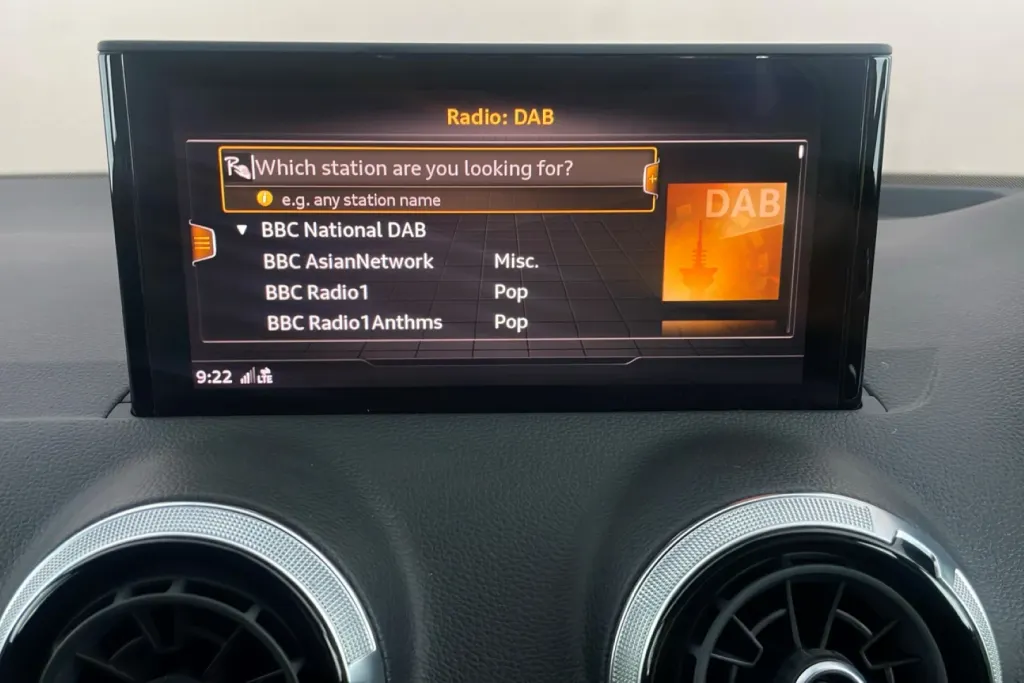 Radio: DAB
Which station are you looking for?
e.g. any station name
DAB
BBC National DAB
BBC AsianNetwork Misc.
BBC Radio1 Pop
BBC Radio1Anthms Pop
9:22 LTE